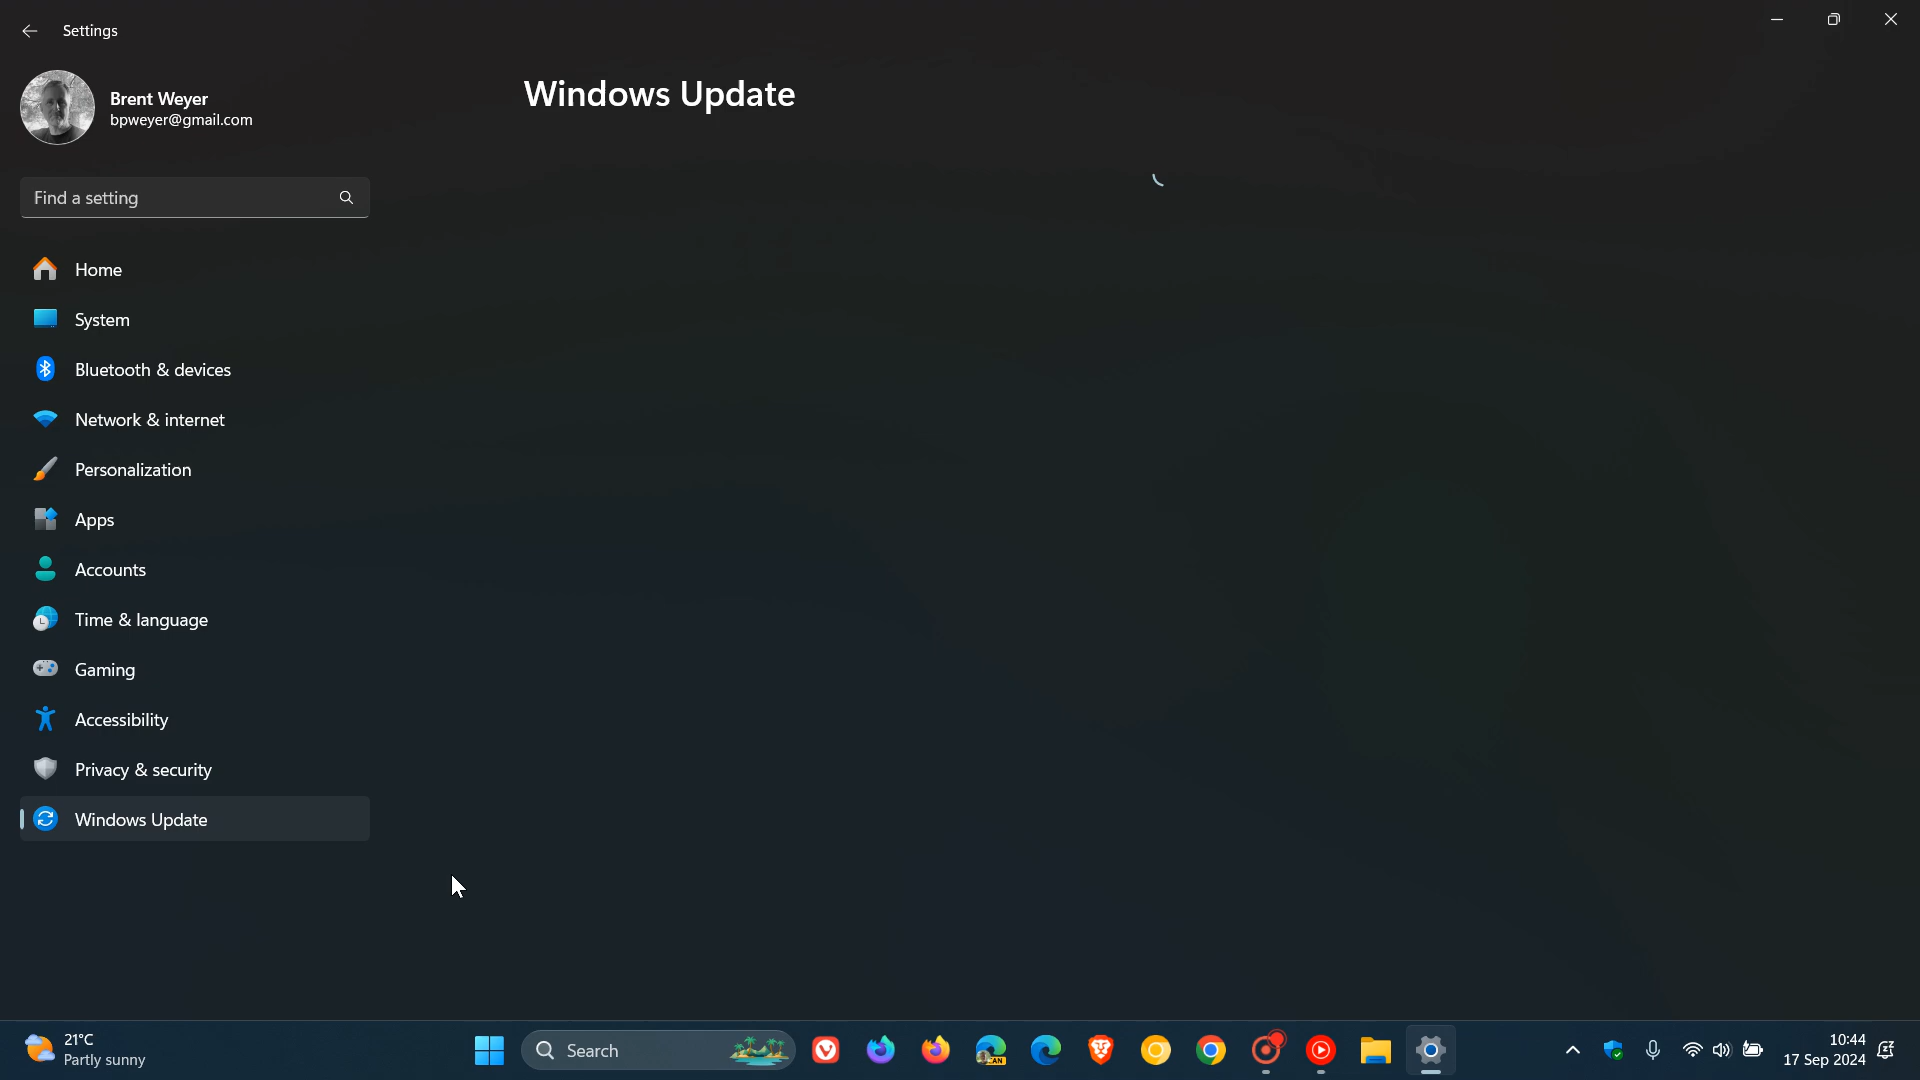 Settings
Brent Weyer
bpweyer@gmail.com
Windows Update
Find a setting
Home
System
Bluetooth & devices
Network & internet
Personalization
Apps
Accounts
Time & language
Gaming
Accessibility
Privacy & security
Windows Update
21°C
Partly sunny
Search
CAN
10:44
17 Sep 2024